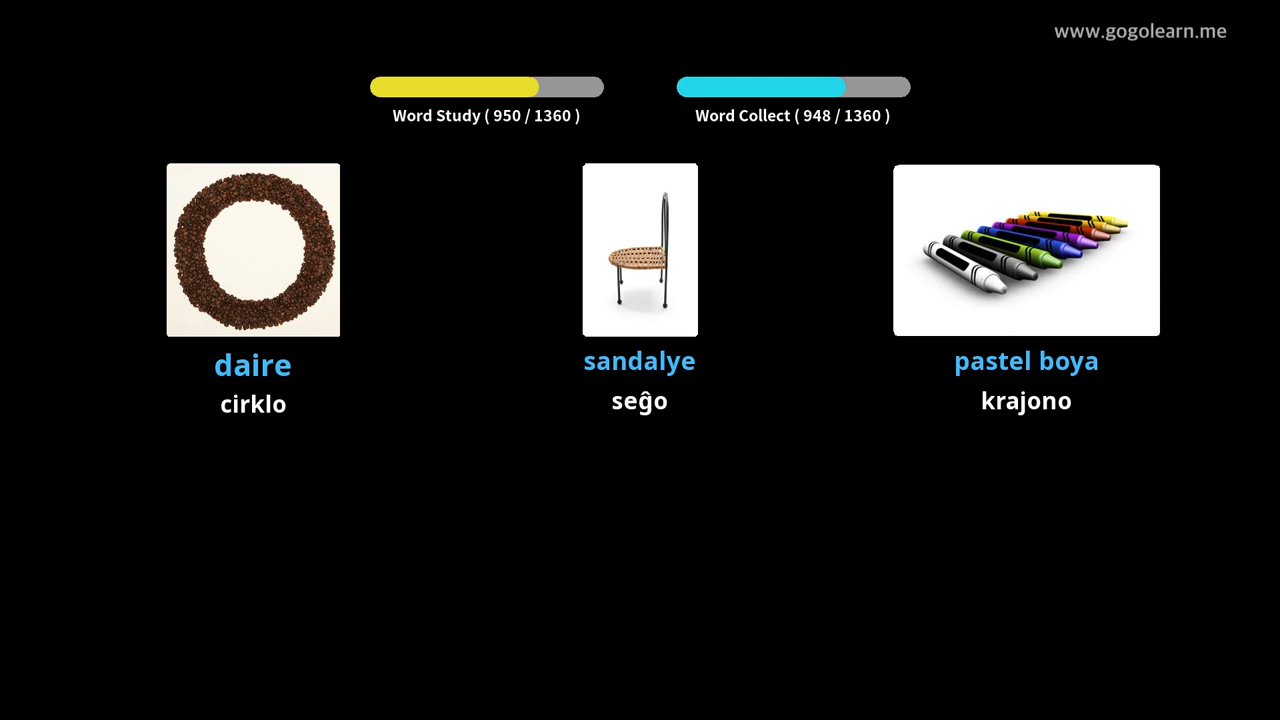 www.gogolearn.me
Word Study ( 950 / 1360 )
Word Collect ( 948 / 1360 )
daire
cirklo
sandalye
seĝo
pastel boya
krajono